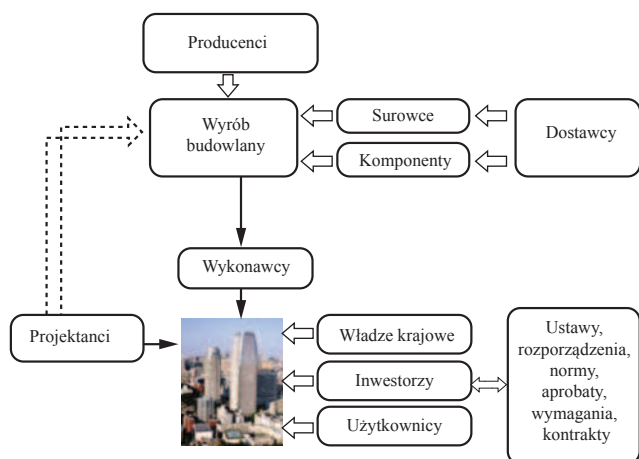 Producenci
Wyrób
budowlany
Surowce
Komponenty
Dostawcy
Wykonawcy
Projektanci
Władze krajowe
Inwestorzy
Użytkownicy
Ustawy,
rozporządzenia,
normy,
aprobaty,
wymagania,
kontrakty